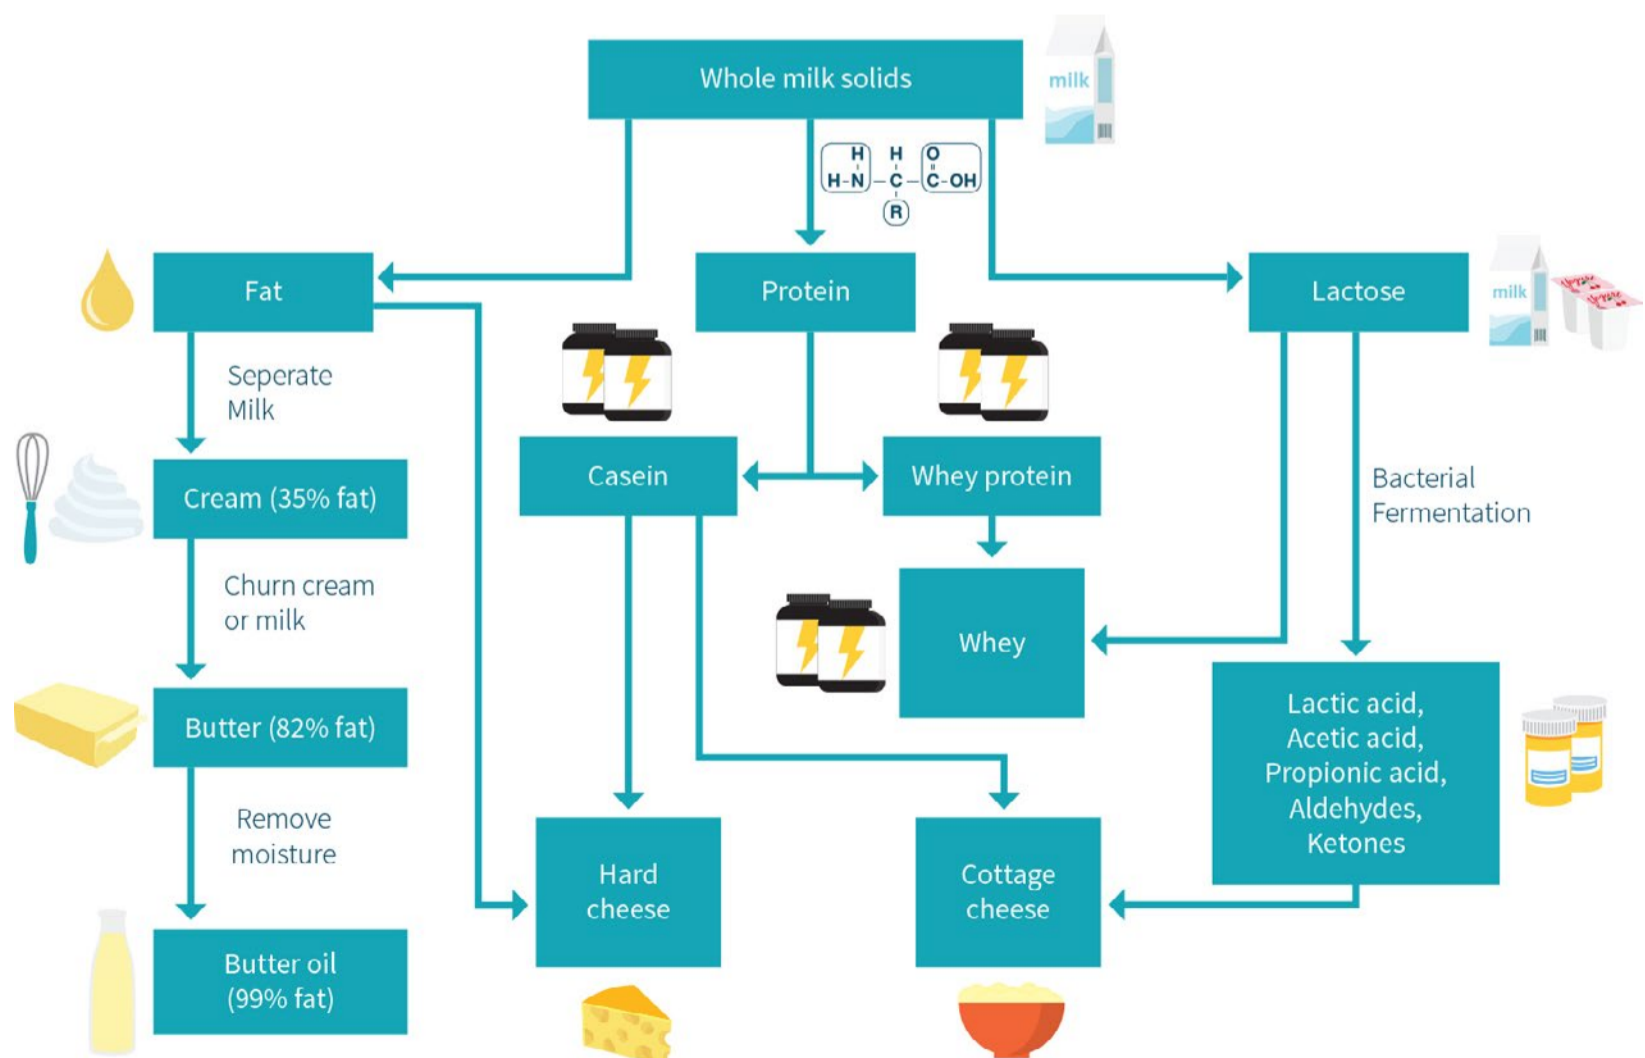 Whole milk solids
milk
H H O
H-N-C-C-OH
R
Fat
Protein
Lactose
milk
Seperate
Milk
Casein
Whey protein
Cream (35% fat)
Bacterial
Fermentation
Churn cream
or milk
Whey
Butter (82% fat)
Lactic acid,
Acetic acid,
Propionic acid,
Aldehydes,
Ketones
Remove
moisture
Hard
cheese
Cottage
cheese
Butter oil
(99% fat)